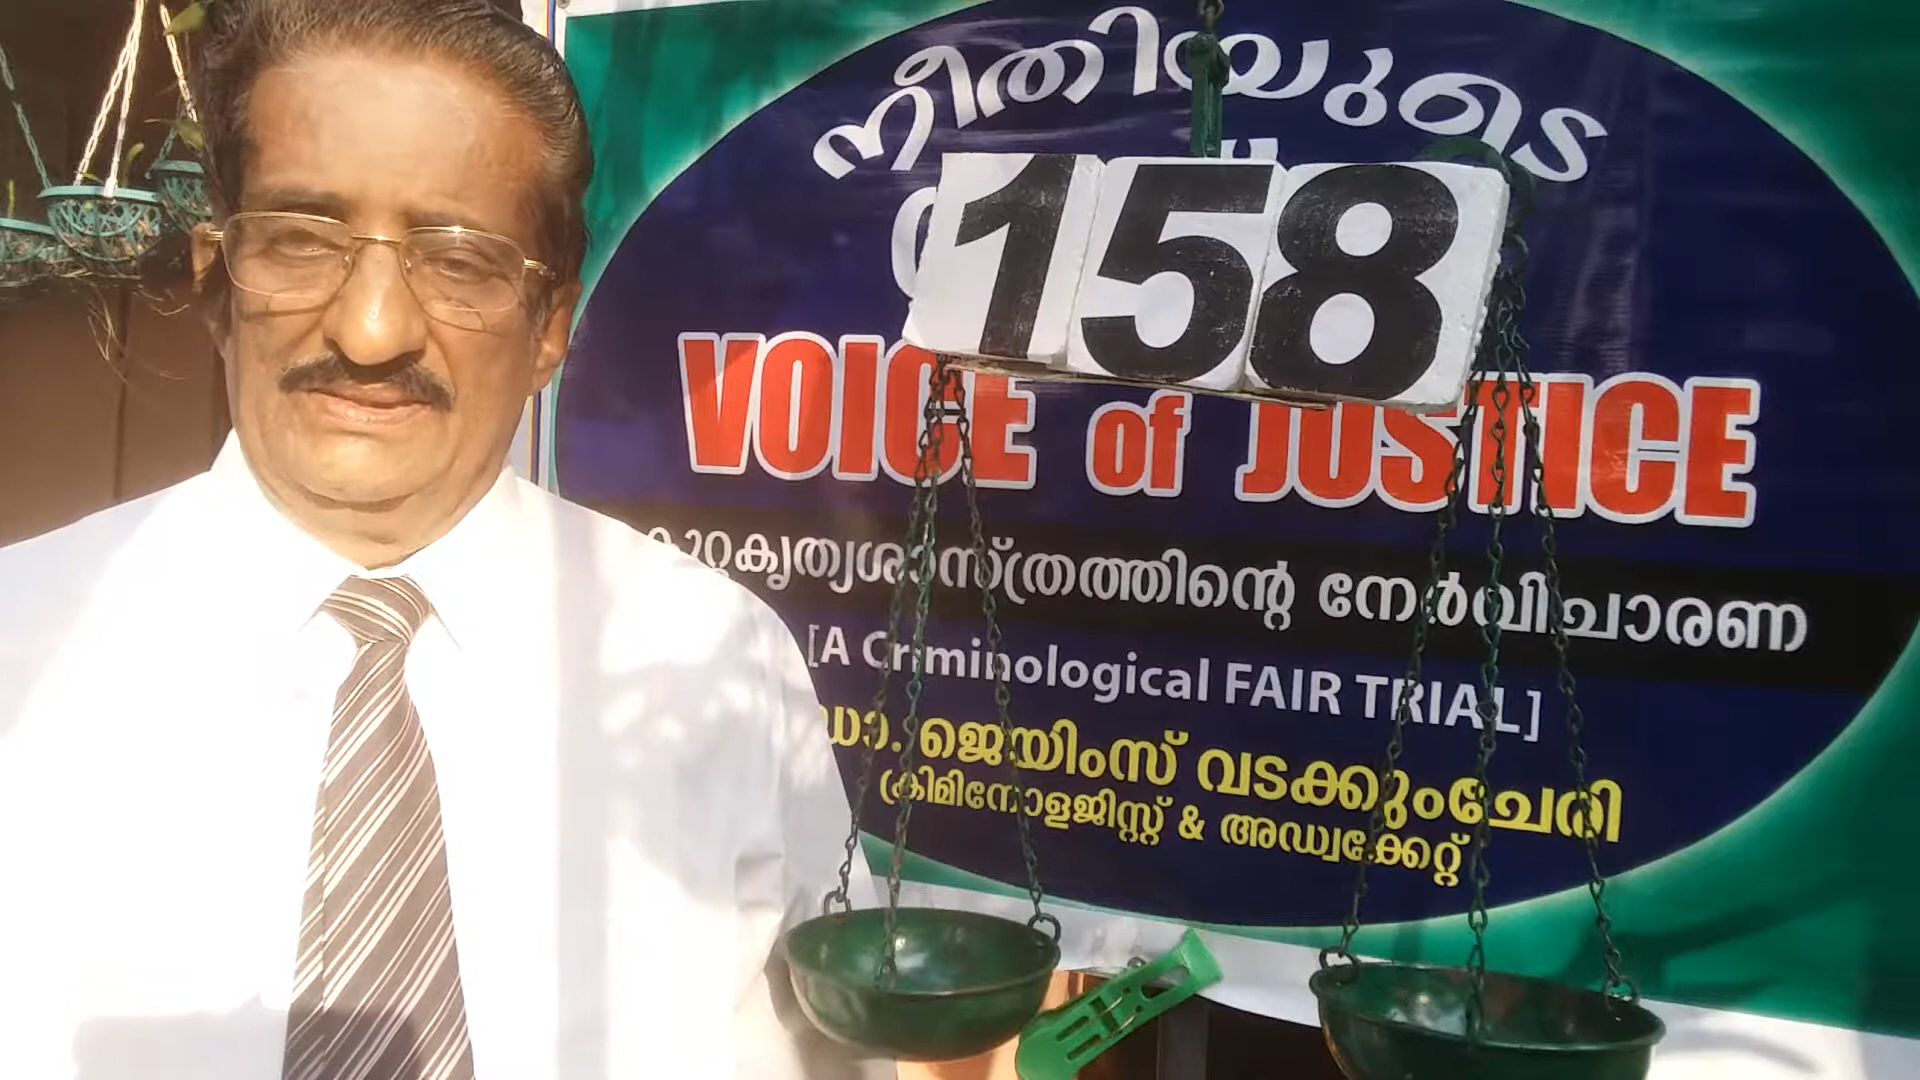 നീതിയുടെ
158
VOICE of JUSTICE
കുറ്റകൃത്യശാസ്ത്രത്തിന്റെ നേർവിചാരണ
[A Criminological FAIR TRIAL]
ഡോ. ജെയിംസ് വടക്കുംചേരി
ക്രിമിനോളജിസ്റ്റ് & അഡ്വക്കേറ്റ്